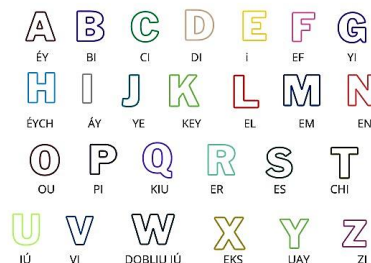 A B C D E F G
ÉY BI CI DI i EF YI
H I J K L M N
ÉYCH ÁY YE KEY EL EM EN
O P Q R S T
OU PI KIU ER ES CHI
U V W X Y Z
IÚ VI DOBLIU IÚ EKS UAY ZI